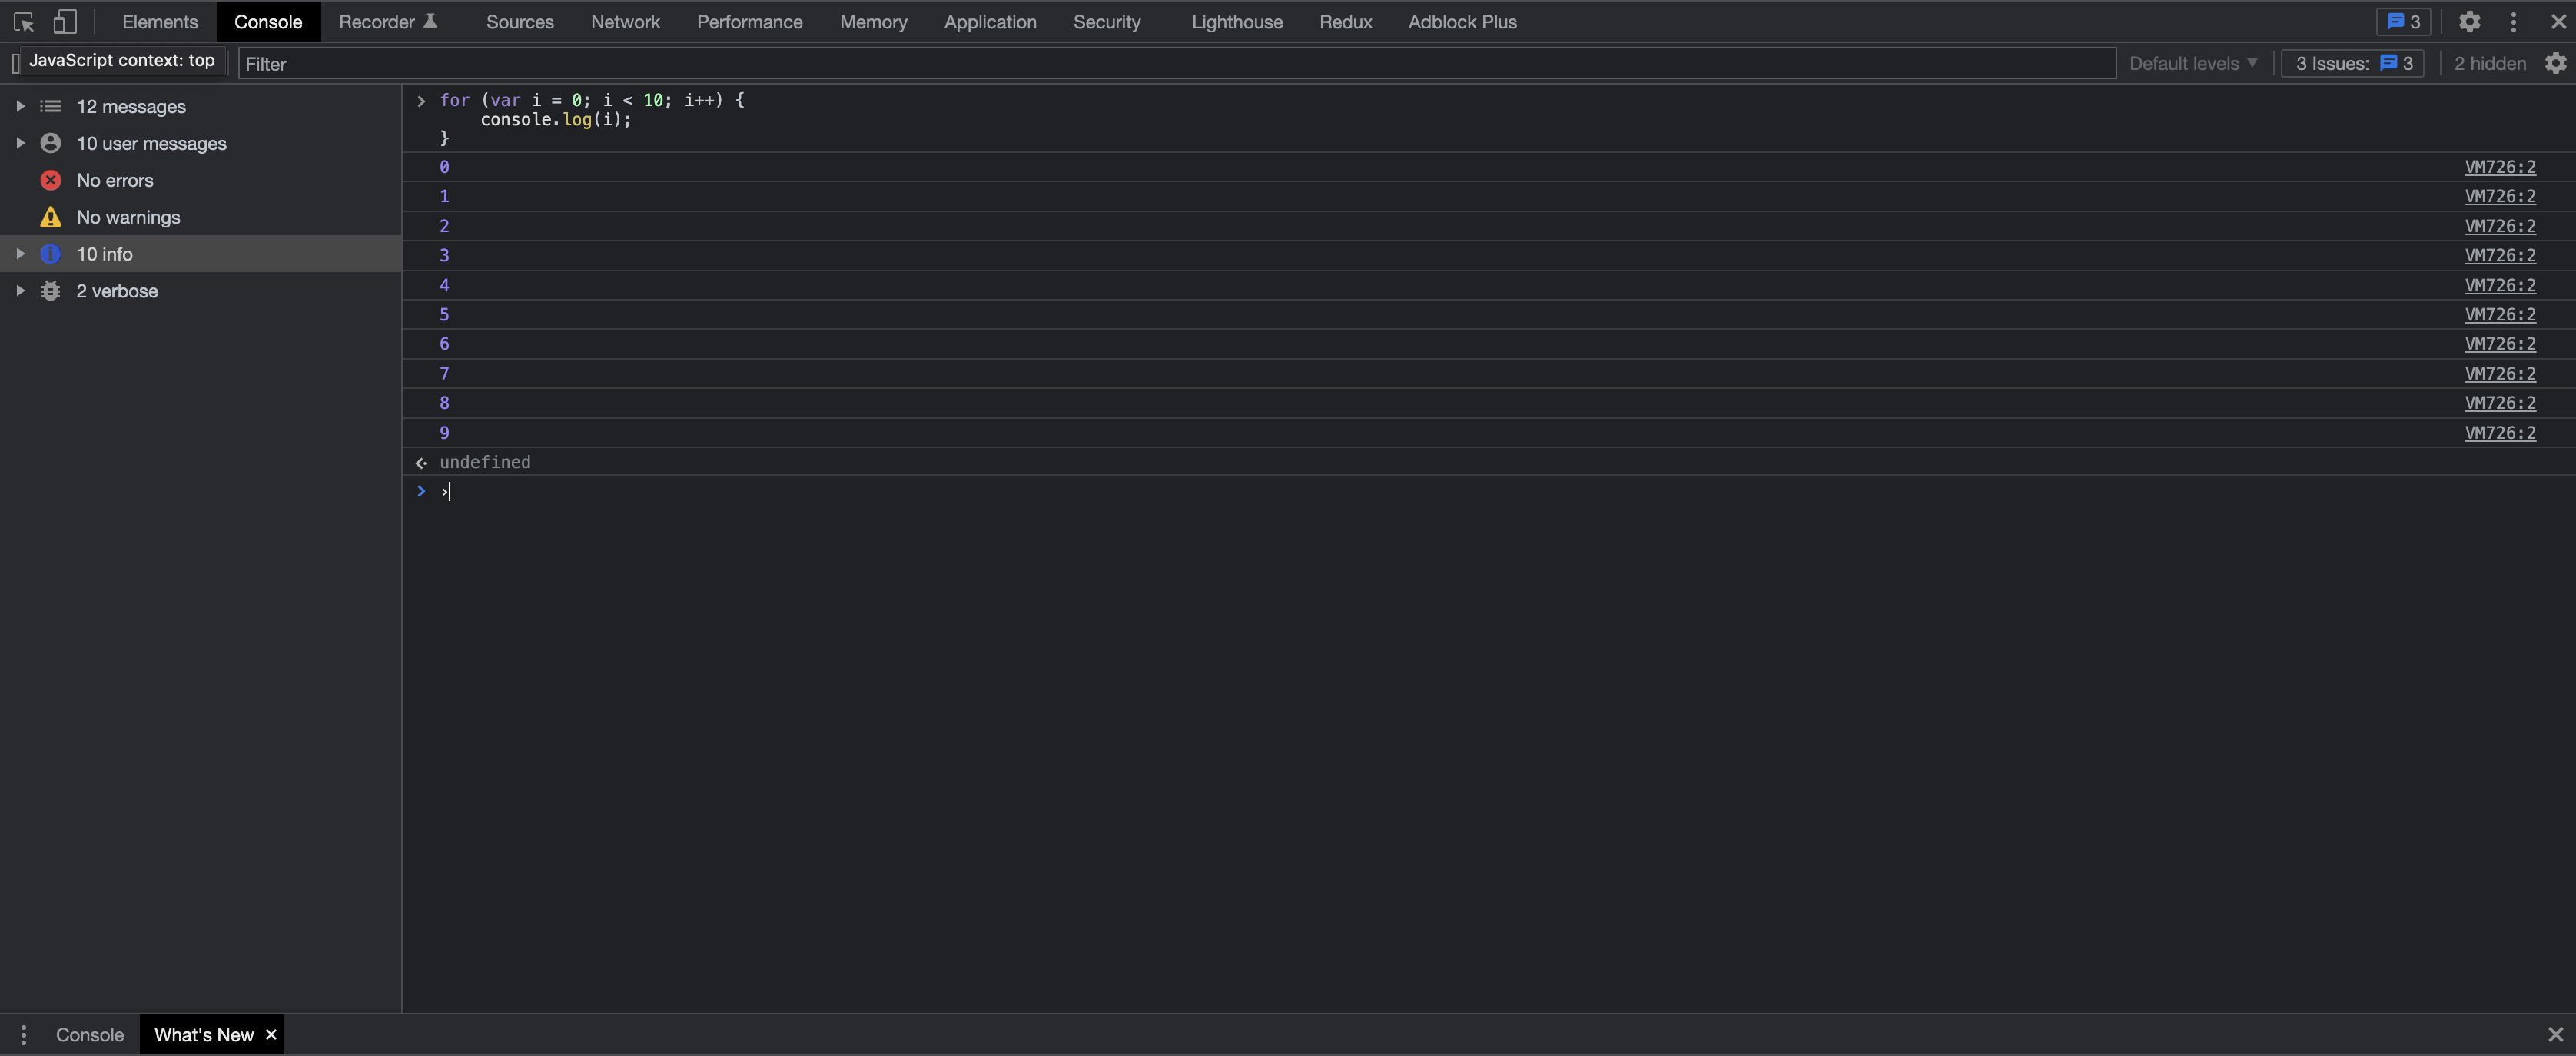 Elements Console Recorder Sources Network Performance Memory Application Security Lighthouse Redux Adblock Plus 3
JavaScript context: top Filter Default levels ▼ 3 Issues: 3 2 hidden
12 messages
10 user messages
No errors
No warnings
10 info
2 verbose
> for (var i = 0; i < 10; i++) {
console.log(i);
}
0 VM726:2
1 VM726:2
2 VM726:2
3 VM726:2
4 VM726:2
5 VM726:2
6 VM726:2
7 VM726:2
8 VM726:2
9 VM726:2
undefined
> ›
Console What's New ×